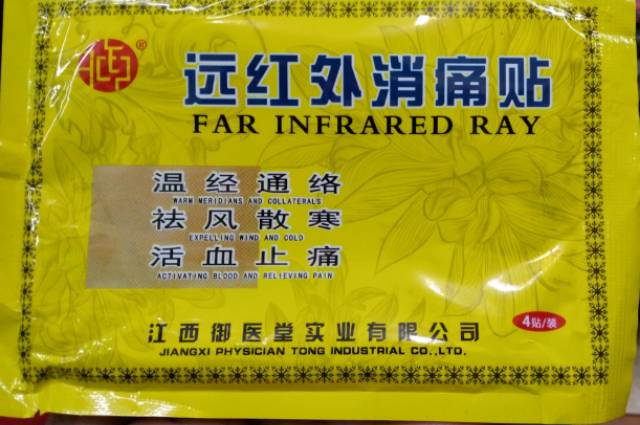 ®
远红外消痛贴
FAR INFRARED RAY
温经通络
WARM MERIDIANS AND COLLATERALS
祛风散寒
EXPELLING WIND AND COLD
活血止痛
ACTIVATING BLOOD AND RELIEVING PAIN
4贴/装
江西御医堂实业有限公司
JIANGXI PHYSICIAN TONG INDUSTRIAL CO.,LTD.